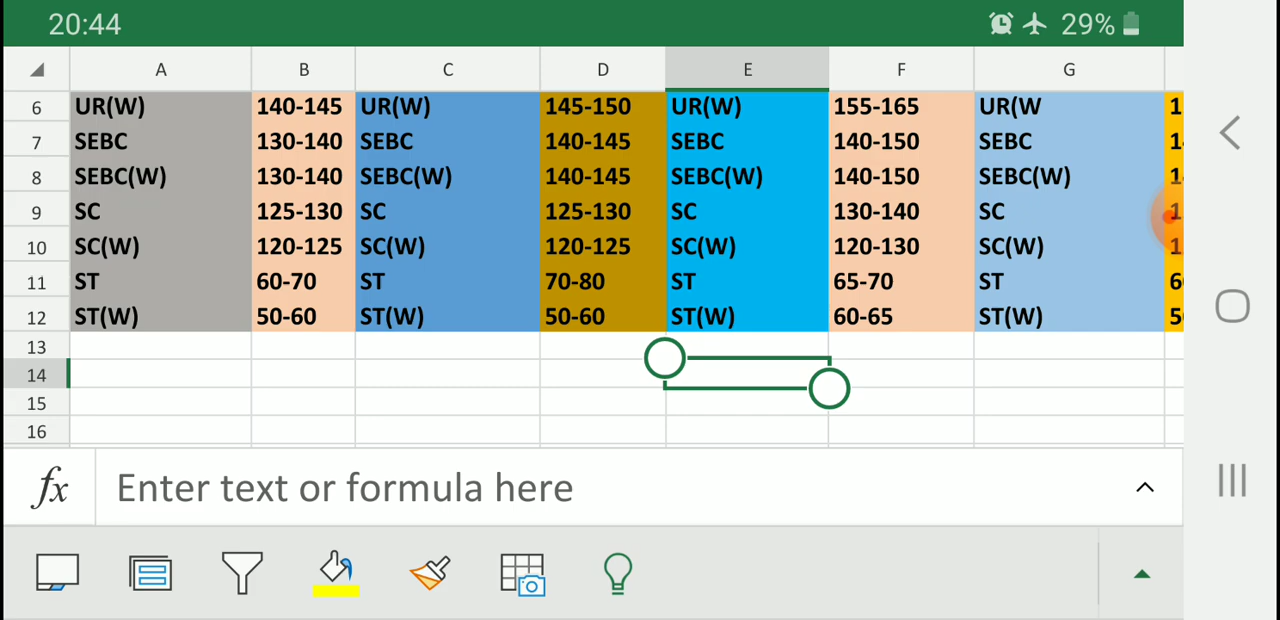 20:44 29%
A B C D E F G
6 UR(W) 140-145 UR(W) 145-150 UR(W) 155-165 UR(W
7 SEBC 130-140 SEBC 140-145 SEBC 140-150 SEBC
8 SEBC(W) 130-140 SEBC(W) 140-145 SEBC(W) 140-150 SEBC(W)
9 SC 125-130 SC 125-130 SC 130-140 SC
10 SC(W) 120-125 SC(W) 120-125 SC(W) 120-130 SC(W)
11 ST 60-70 ST 70-80 ST 65-70 ST
12 ST(W) 50-60 ST(W) 50-60 ST(W) 60-65 ST(W)
13
14
15
16
fx Enter text or formula here